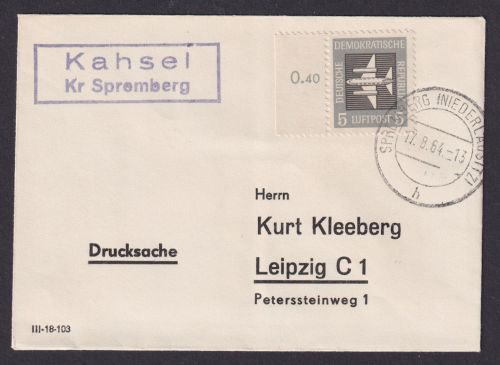 Kahsel
Kr Spremberg
0.40
DEUTSCHE DEMOKRATISCHE REPUBLIK
5 LUFTPOST 5
SPREMBERG (NIEDERLAUSITZ)
17.8.64.-13
h
Herrn
Kurt Kleeberg
Drucksache
Leipzig C 1
Peterssteinweg 1
III-18-103